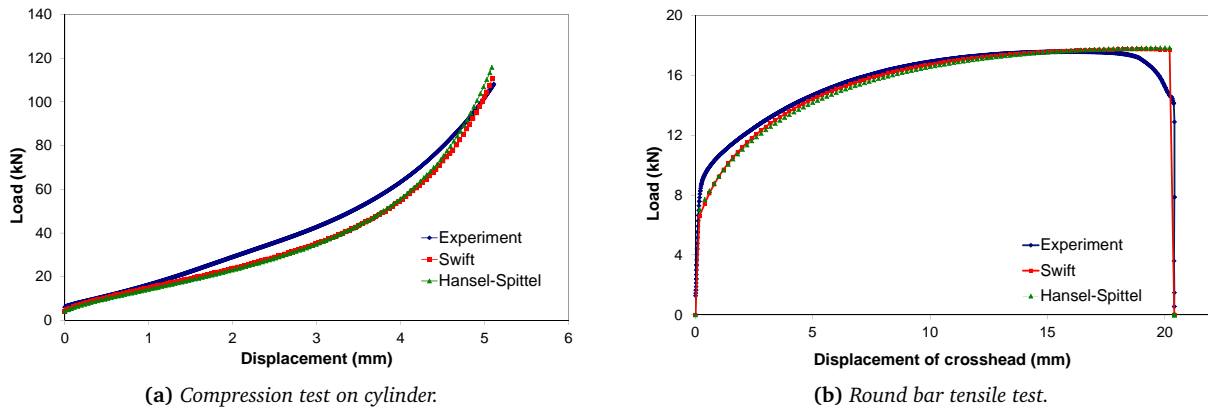 140
120
100
80
60
40
20
0
Load (kN)
0 1 2 3 4 5 6
Displacement (mm)
Experiment
Swift
Hansel-Spittel
(a) Compression test on cylinder.
20
16
12
8
4
0
Load (kN)
0 5 10 15 20
Displacement of crosshead (mm)
Experiment
Swift
Hansel-Spittel
(b) Round bar tensile test.